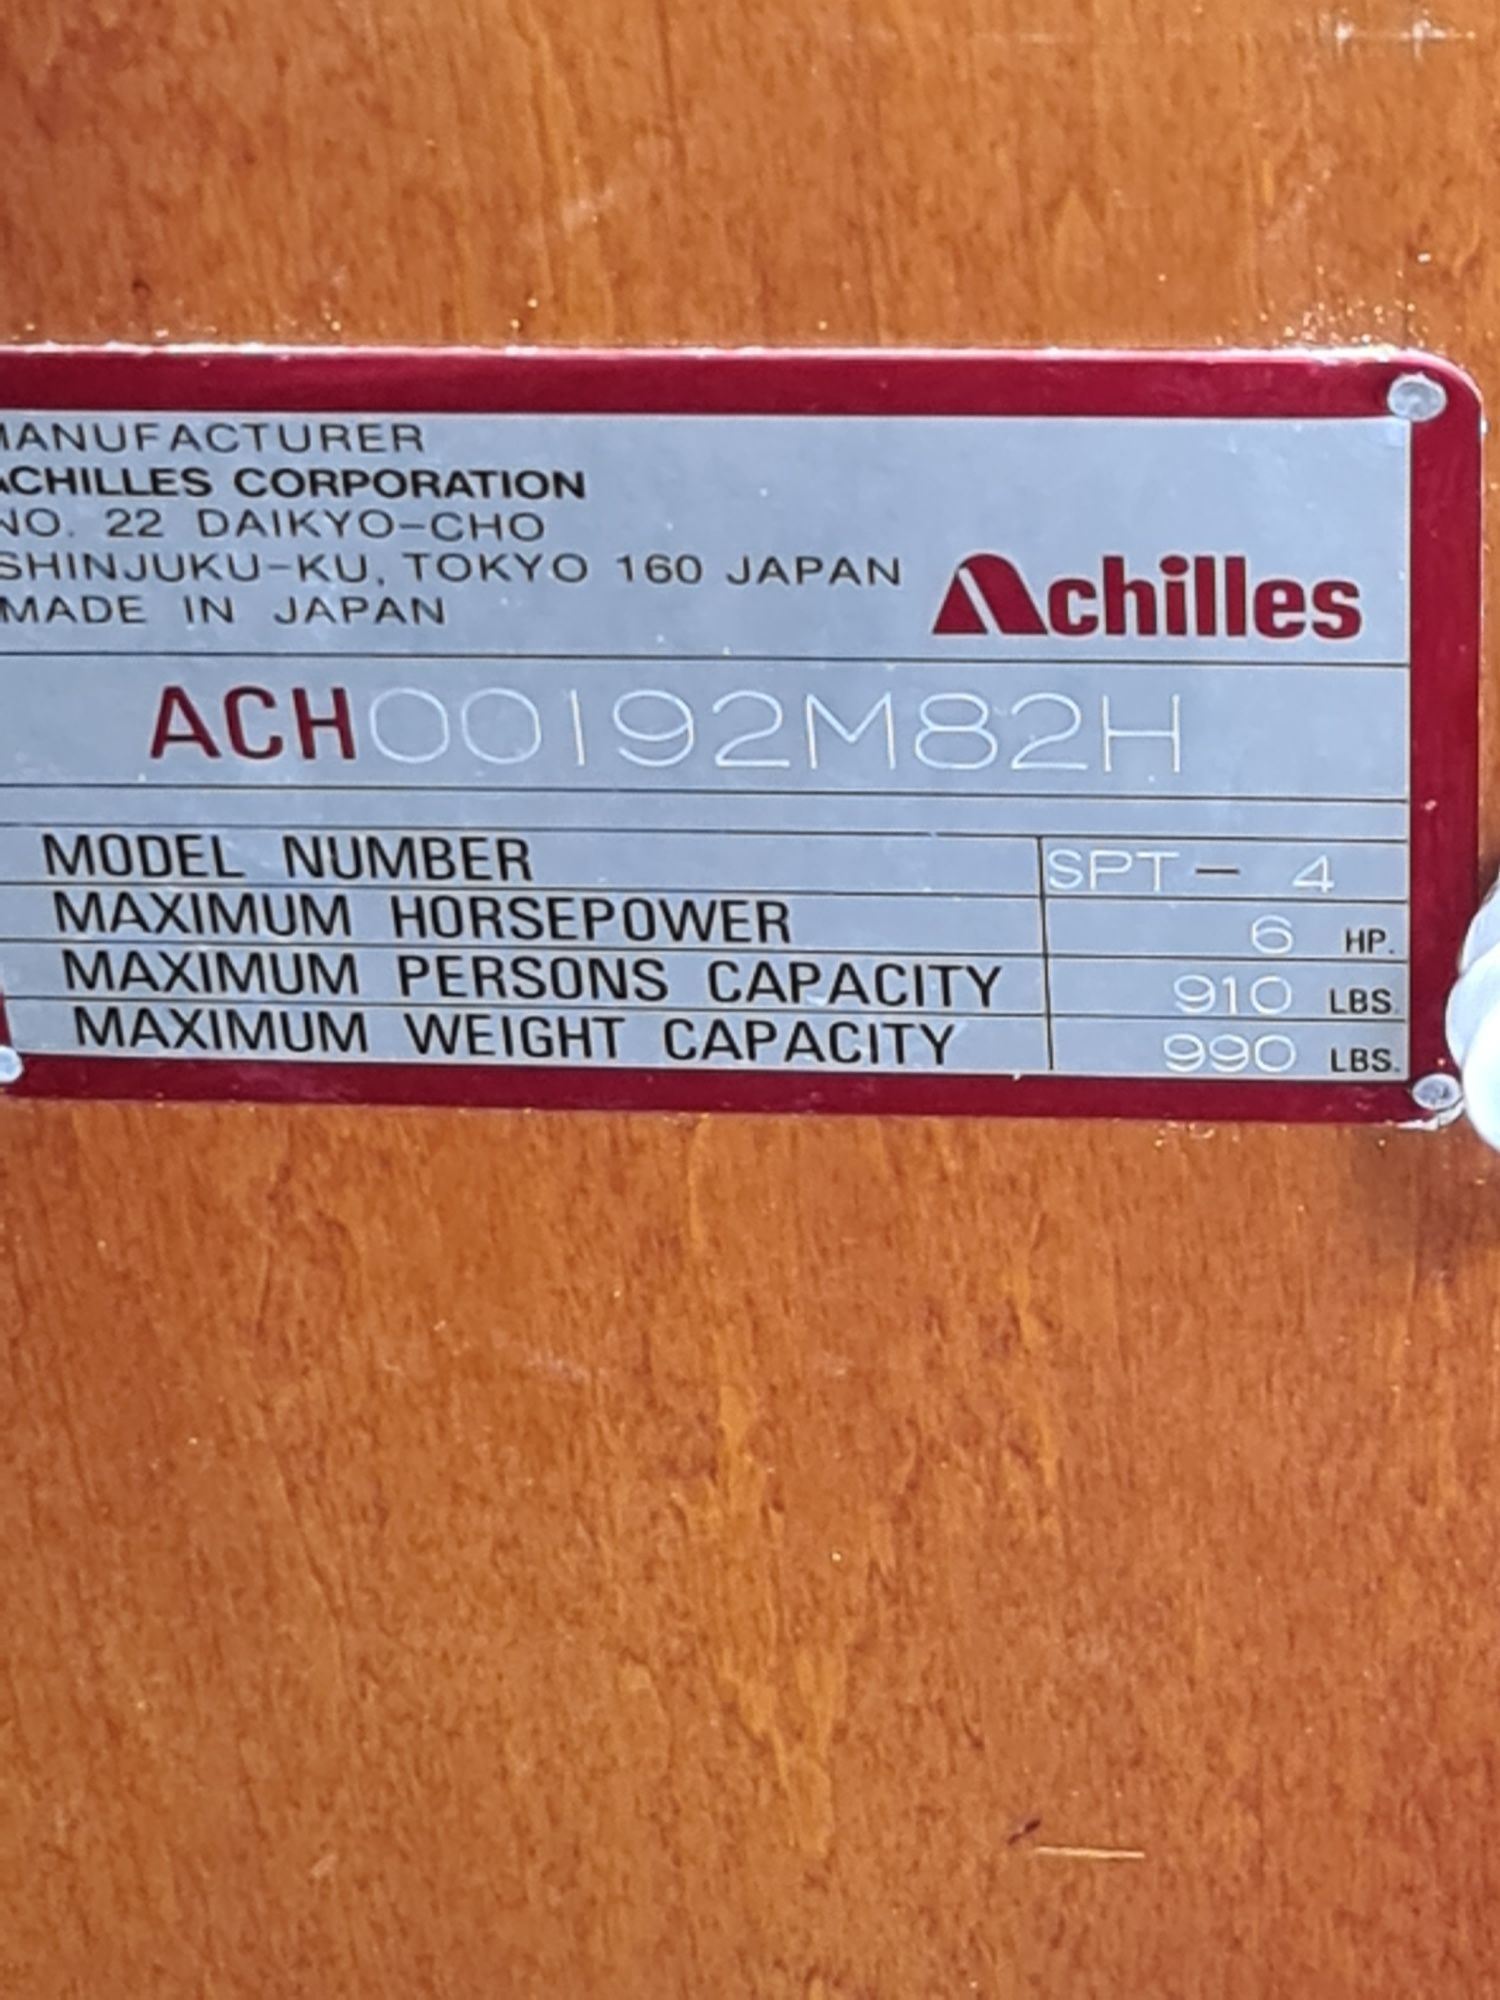 MANUFACTURER
ACHILLES CORPORATION
NO. 22 DAIKYO-CHO
SHINJUKU-KU, TOKYO 160 JAPAN
MADE IN JAPAN
Achilles
ACH00192M82H
MODEL NUMBER SPT - 4
MAXIMUM HORSEPOWER 6 HP.
MAXIMUM PERSONS CAPACITY 910 LBS.
MAXIMUM WEIGHT CAPACITY 990 LBS.